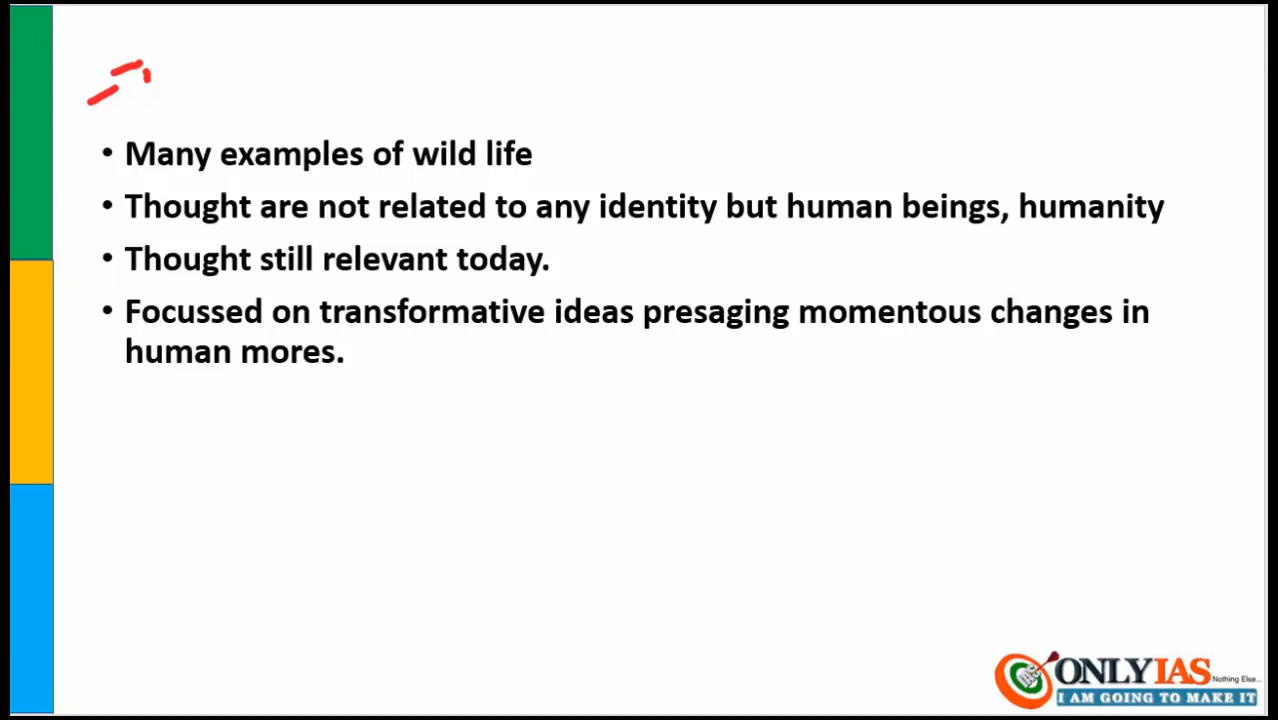 • Many examples of wild life
• Thought are not related to any identity but human beings, humanity
• Thought still relevant today.
• Focussed on transformative ideas presaging momentous changes in
human mores.
ONLYIAS Nothing Else...
I AM GOING TO MAKE IT